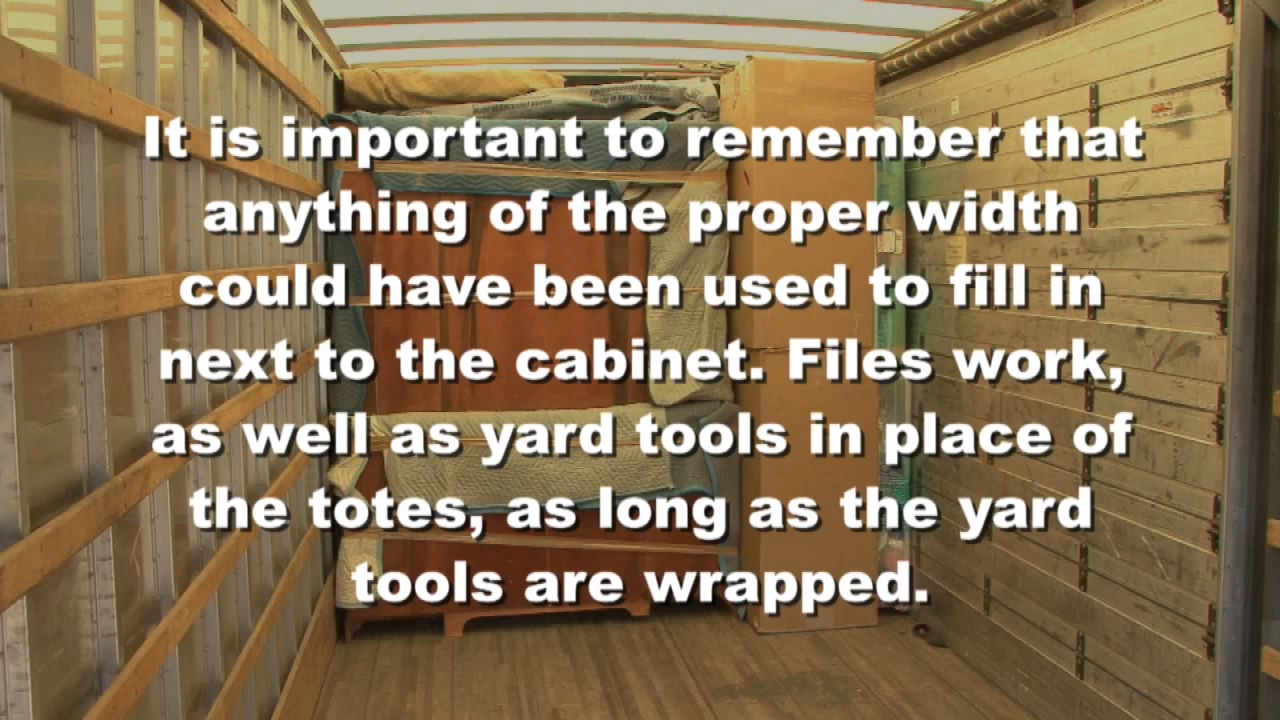 It is important to remember that
anything of the proper width
could have been used to fill in
next to the cabinet. Files work,
as well as yard tools in place of
the totes, as long as the yard
tools are wrapped.